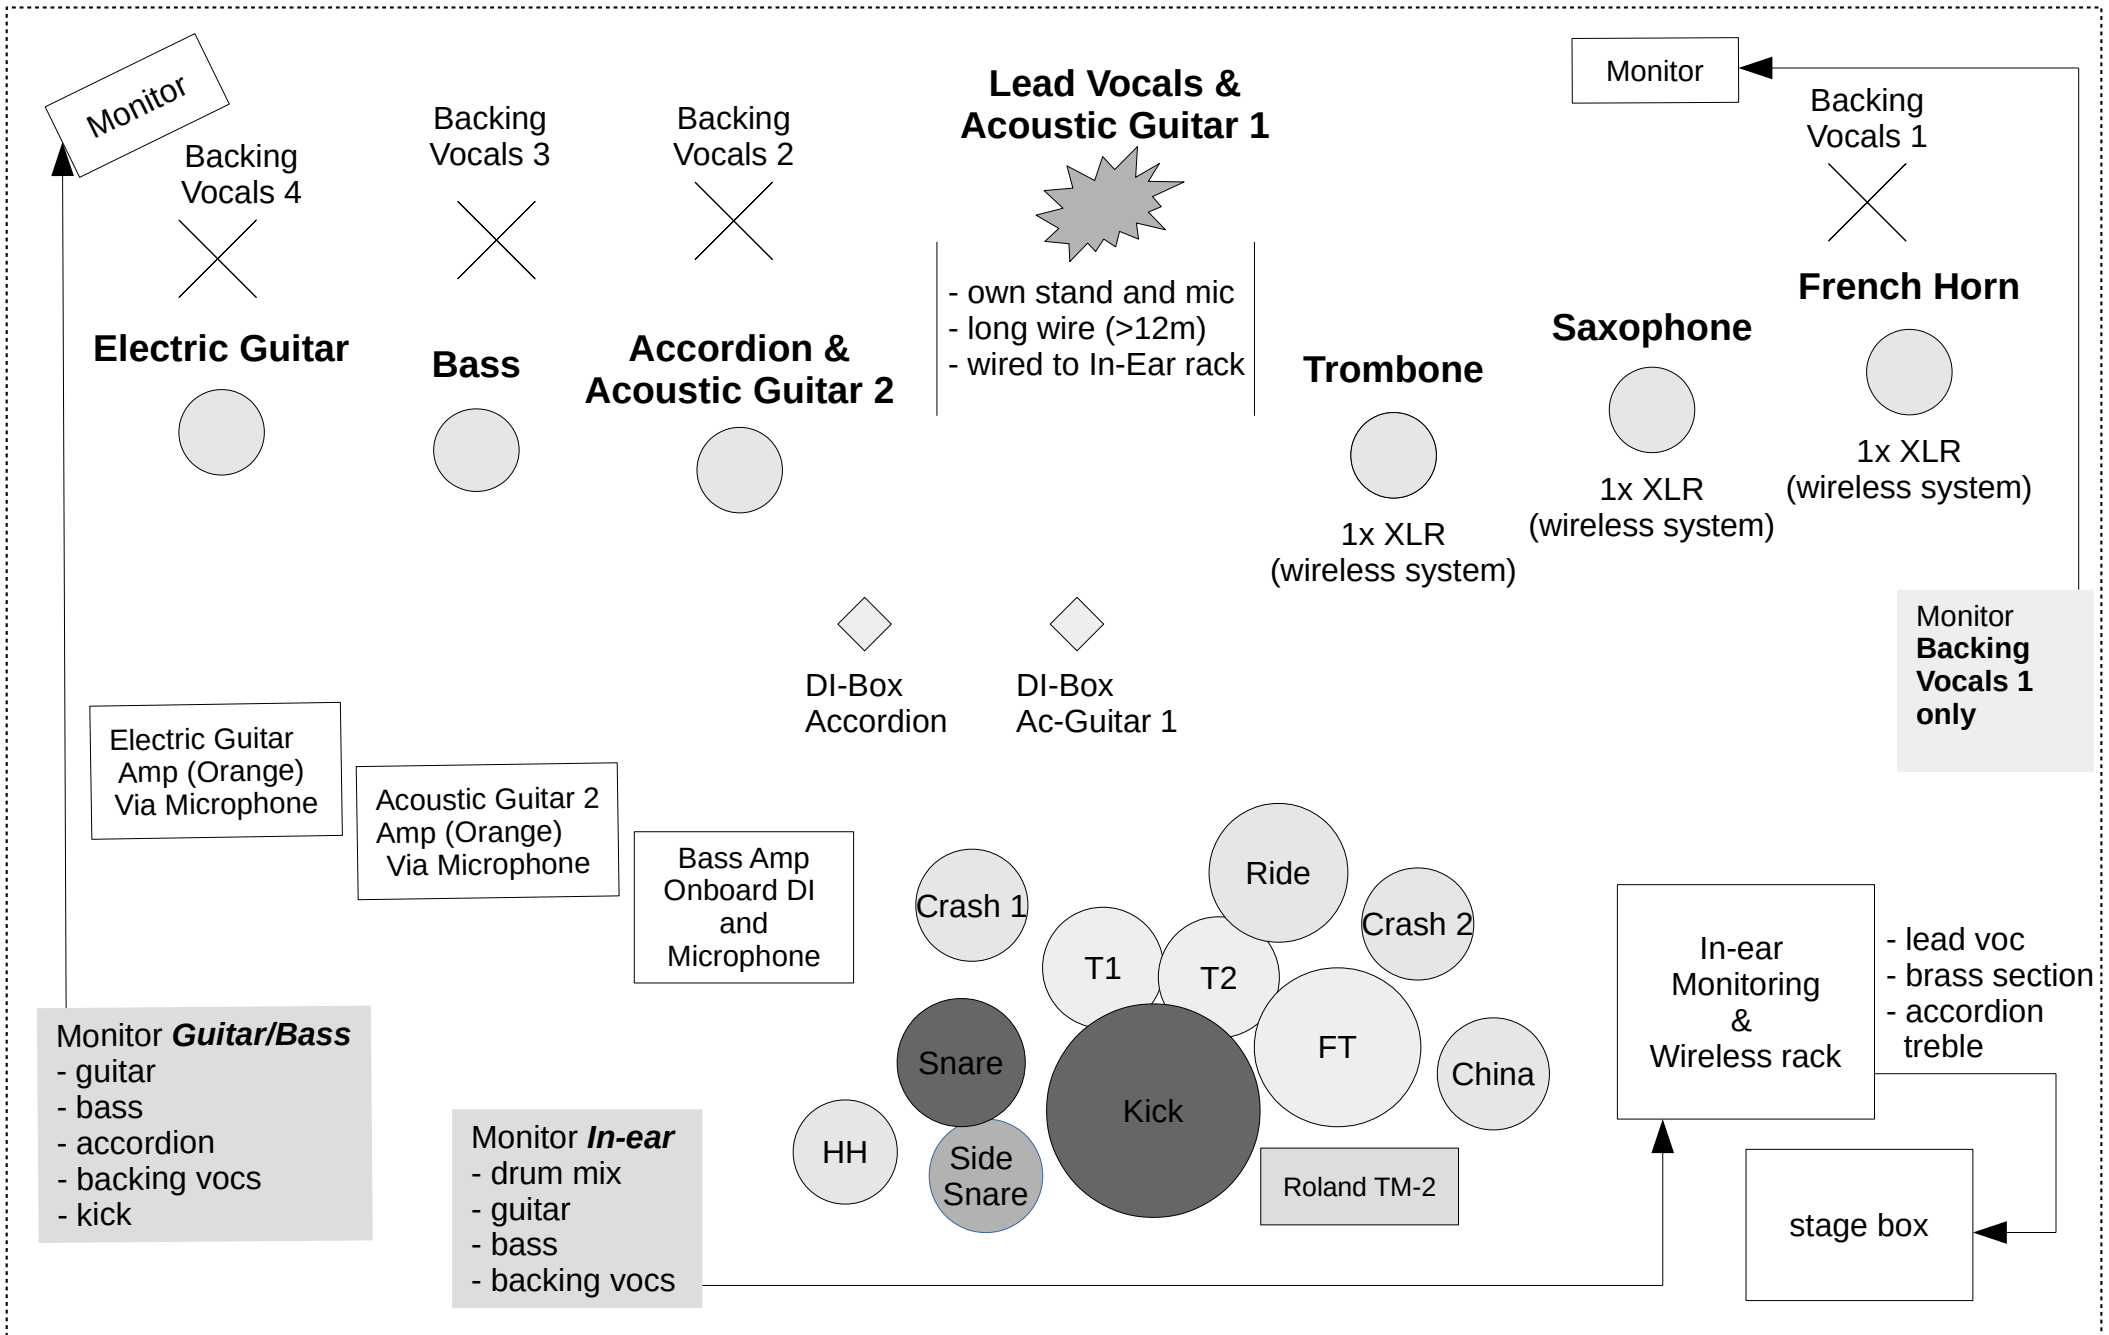 Monitor
Backing
Vocals 4
Backing
Vocals 3
Backing
Vocals 2
Lead Vocals &
Acoustic Guitar 1
Monitor
Backing
Vocals 1
- own stand and mic
- long wire (>12m)
- wired to In-Ear rack
Electric Guitar
Bass
Accordion &
Acoustic Guitar 2
Trombone
Saxophone
French Horn
1x XLR
(wireless system)
1x XLR
(wireless system)
1x XLR
(wireless system)
DI-Box
Accordion
DI-Box
Ac-Guitar 1
Monitor
Backing
Vocals 1
only
Electric Guitar
Amp (Orange)
Via Microphone
Acoustic Guitar 2
Amp (Orange)
Via Microphone
Bass Amp
Onboard DI
and
Microphone
Crash 1
Ride
Crash 2
T1
T2
Snare
Kick
FT
China
HH
Side
Snare
Roland TM-2
In-ear
Monitoring
&
Wireless rack
- lead voc
- brass section
- accordion
treble
stage box
Monitor Guitar/Bass
- guitar
- bass
- accordion
- backing vocs
- kick
Monitor In-ear
- drum mix
- guitar
- bass
- backing vocs